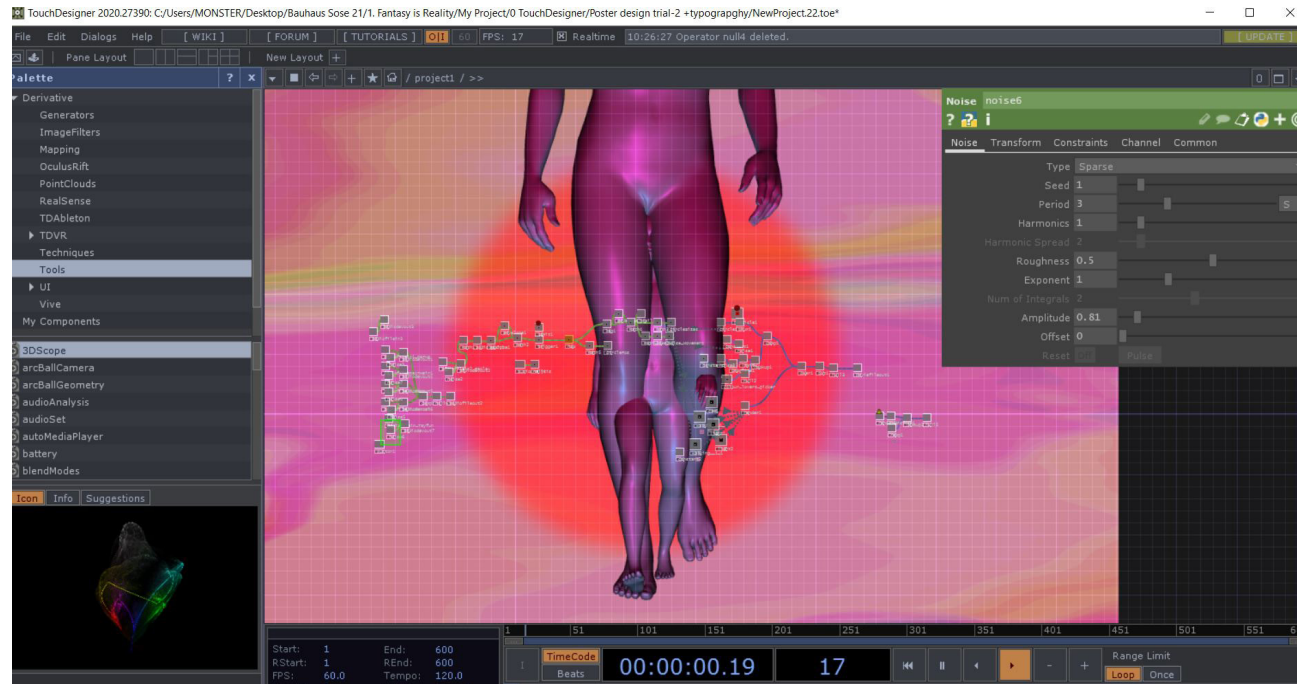 TouchDesigner 2020.27390: C:/Users/MONSTER/Desktop/Bauhaus Sose 21/1. Fantasy is Reality/My Project/0 TouchDesigner/Poster design trial-2 +typograpghy/NewProject.22.toe*
File Edit Dialogs Help [ WIKI ] [ FORUM ] [ TUTORIALS ] O|I 60 FPS: 17 Realtime 10:26:27 Operator null4 deleted. [ UPDATE ]
Pane Layout New Layout +
Palette ? x / project1 / >> 0
Derivative
Generators
ImageFilters
Mapping
OculusRift
PointClouds
RealSense
TDAbleton
TDVR
Techniques
Tools
UI
Vive
My Components
3DScope
arcBallCamera
arcBallGeometry
audioAnalysis
audioSet
autoMediaPlayer
battery
blendModes
Icon Info Suggestions
Noise noise6
? ? i
Noise Transform Constraints Channel Common
Type Sparse
Seed 1
Period 3 S
Harmonics 1
Harmonic Spread 2
Roughness 0.5
Exponent 1
Num of Integrals 2
Amplitude 0.81
Offset 0
Reset Pulse
1 51 101 151 201 251 301 351 401 451 501 551
Start: 1 End: 600
RStart: 1 REnd: 600
FPS: 60.0 Tempo: 120.0
TimeCode
Beats
00:00:00.19
17
- +
Range Limit
Loop Once